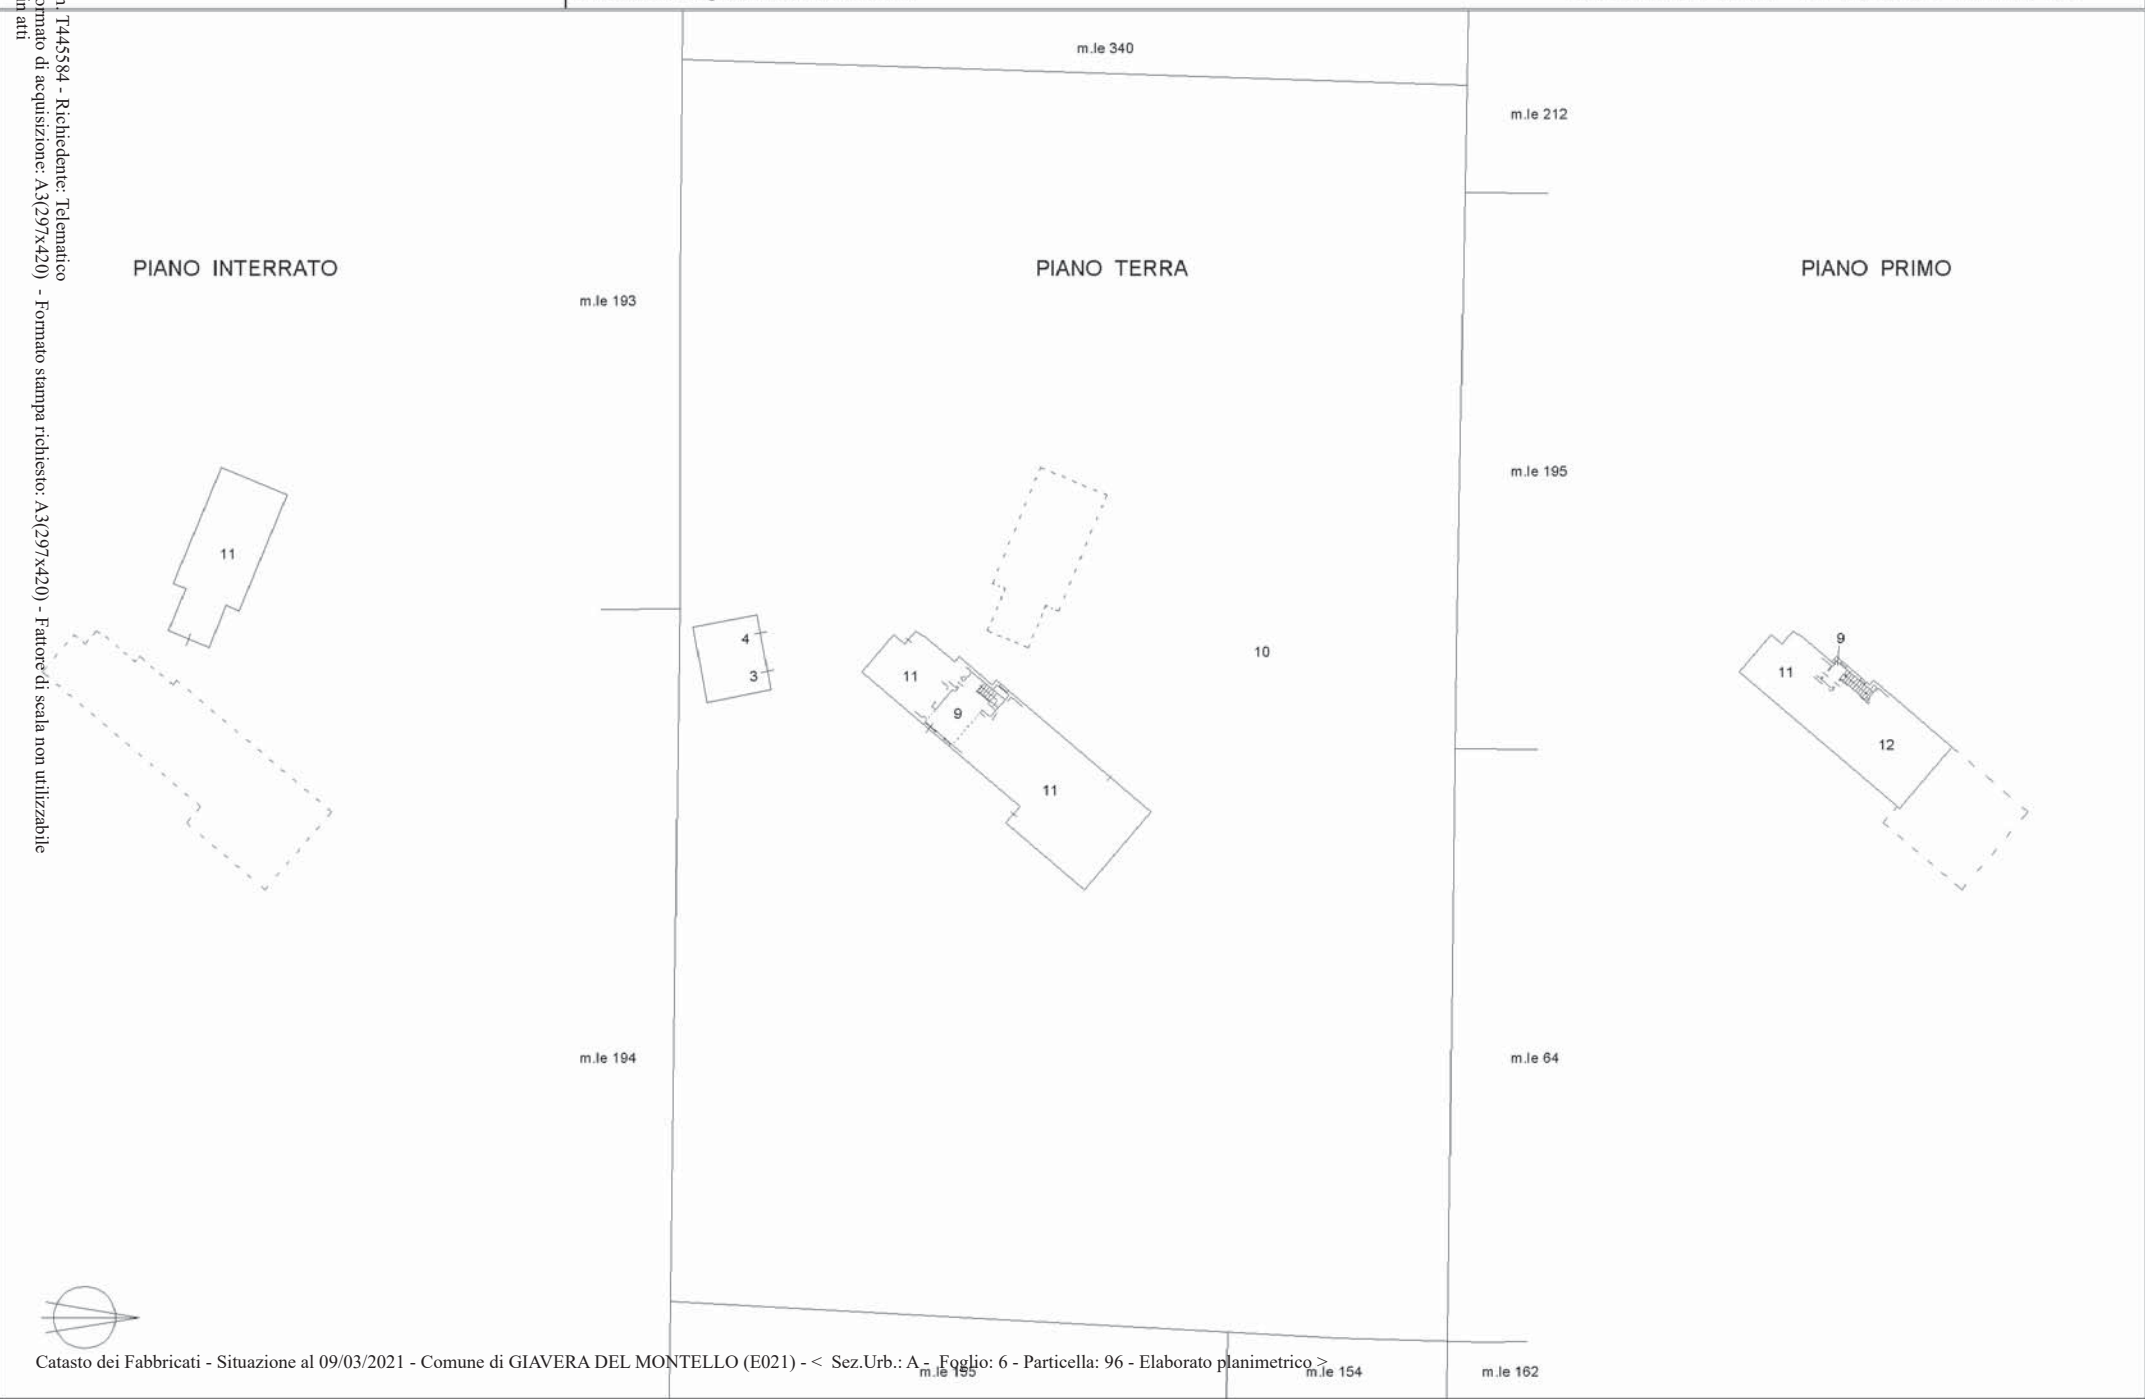 m.le 340
m.le 212
PIANO INTERRATO
PIANO TERRA
PIANO PRIMO
m.le 193
m.le 195
11
4
3
11
9
11
10
9
11
12
m.le 194
m.le 64
Catasto dei Fabbricati - Situazione al 09/03/2021 - Comune di GIAVERA DEL MONTELLO (E021) - < Sez.Urb.: A - Foglio: 6 - Particella: 96 - Elaborato planimetrico >
m.le 154
m.le 162
T445584 - Richiedente: Telematico
di acquisizione: A3(297x420) - Formato stampa richiesto: A3(297x420) - Fattore di scala non utilizzabile
in atti